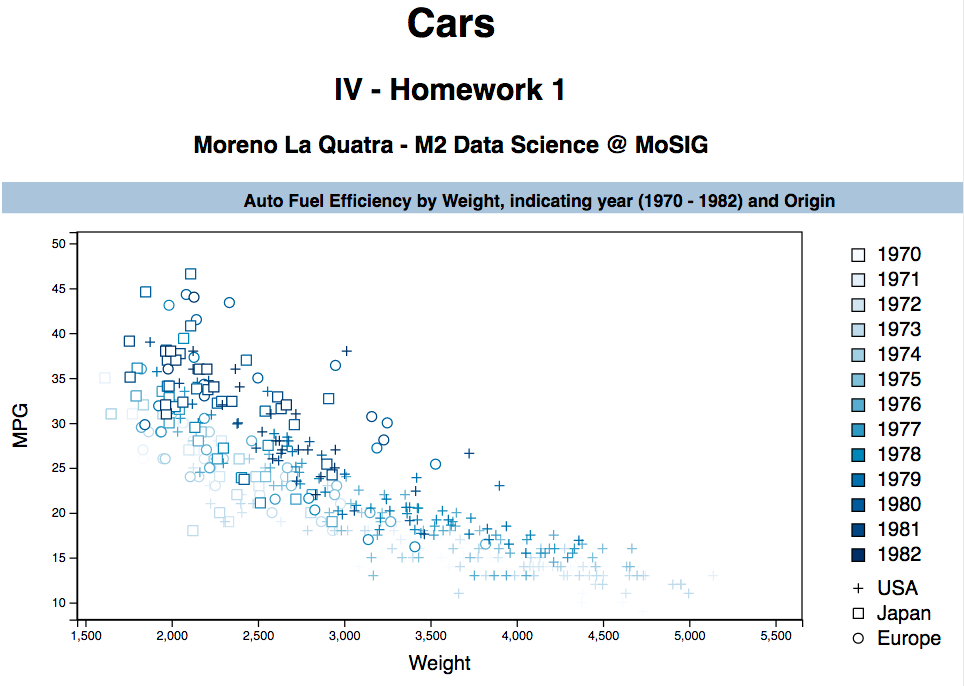 Cars
IV - Homework 1
Moreno La Quatra - M2 Data Science @ MoSIG
Auto Fuel Efficiency by Weight, indicating year (1970 - 1982) and Origin
50
45
40
35
30
25
20
15
10
MPG
1,500 2,000 2,500 3,000 3,500 4,000 4,500 5,000 5,500
Weight
1970
1971
1972
1973
1974
1975
1976
1977
1978
1979
1980
1981
1982
USA
Japan
Europe